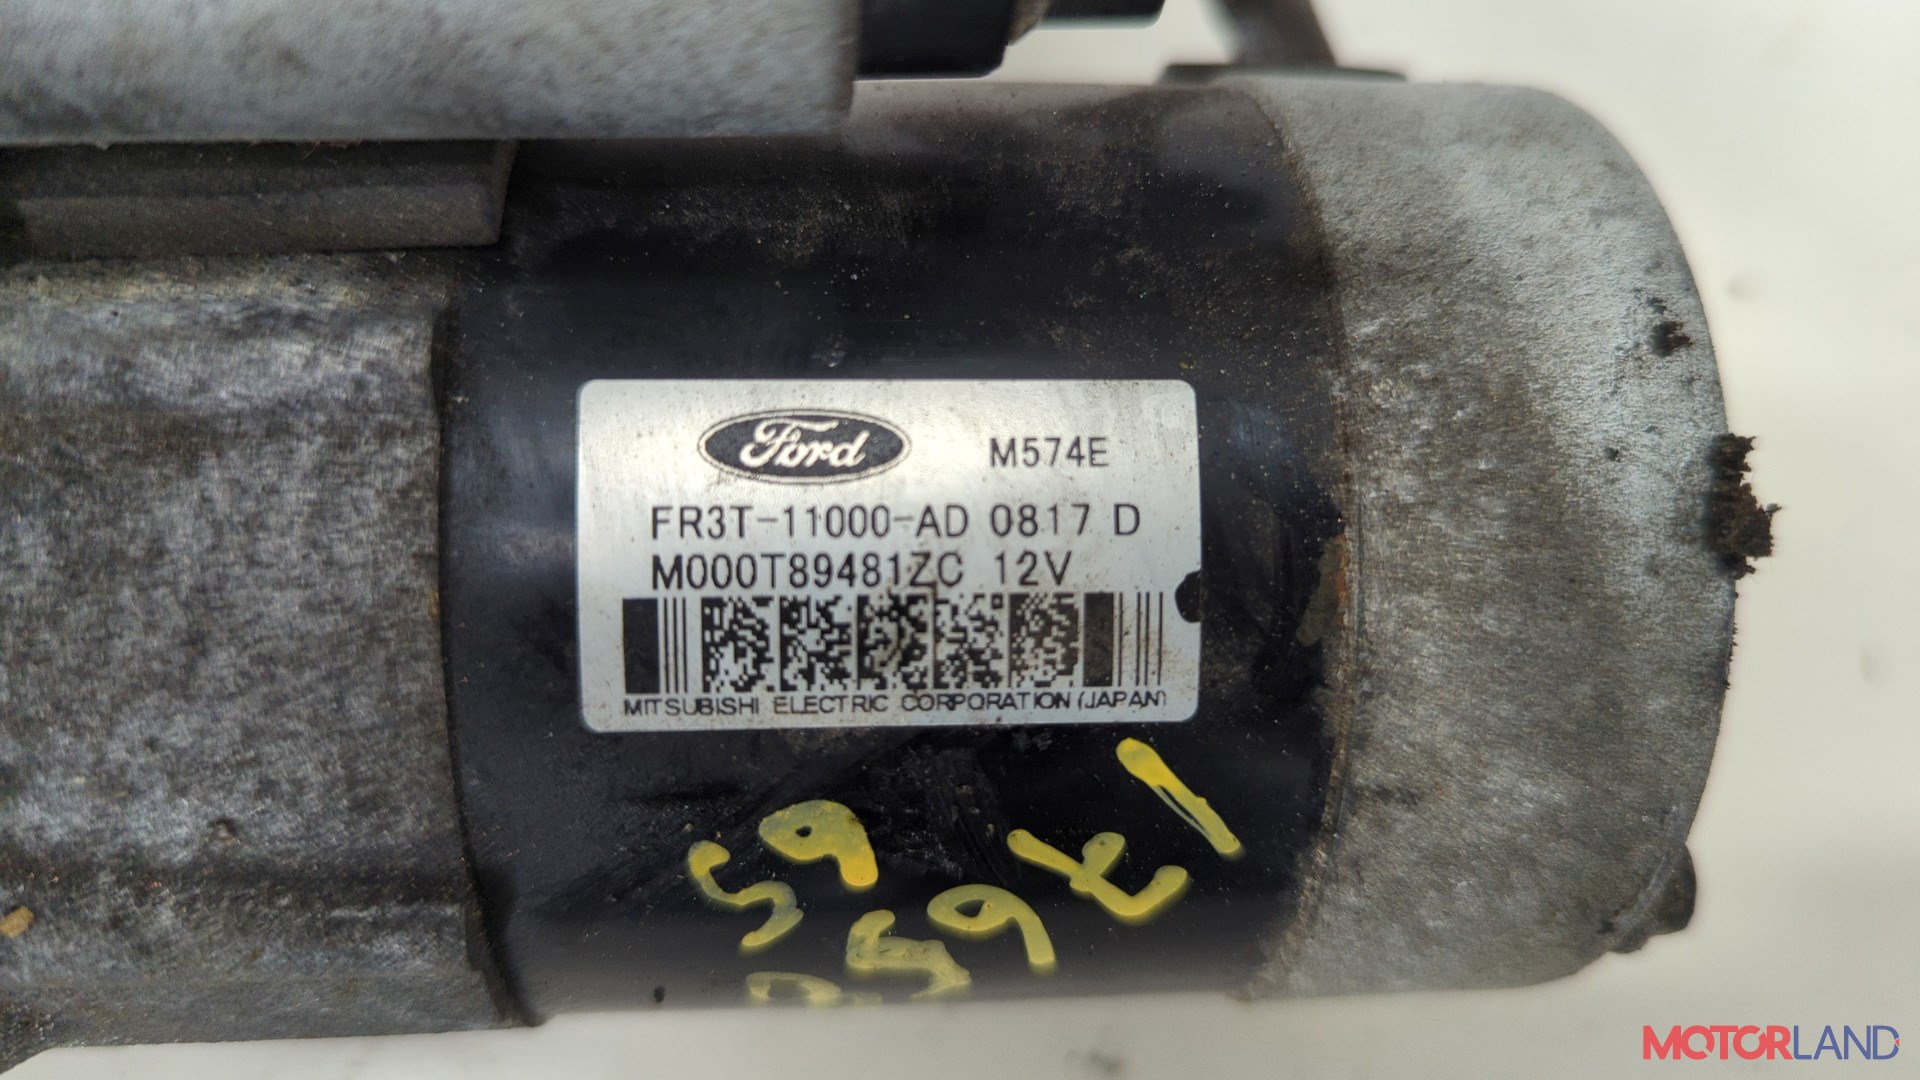 Ford M574E
FR3T-11000-AD 0817 D
M000T89481ZC 12V
MITSUBISHI ELECTRIC CORPORATION (JAPAN)
MOTORLAND